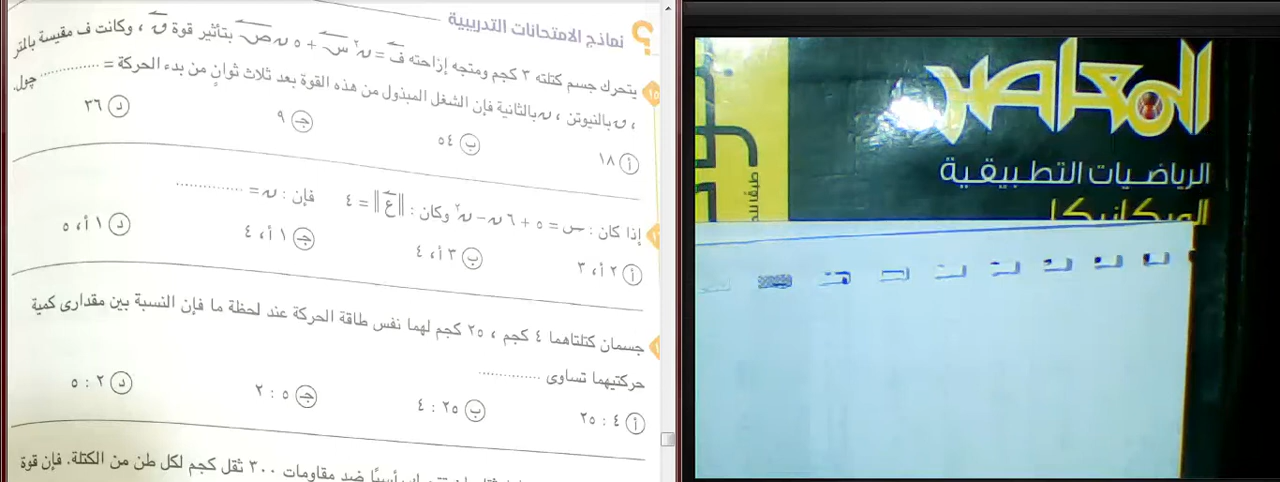 نماذج الامتحانات التدريبية
؟
١٥ يتحرك جسم كتلته ٣ كجم ومتجه إزاحته ف = ن٢ س + ٥ ن ص بتأثير قوة ق ، وكانت ف مقيسة بالمتر
، ق بالنيوتن ، ن بالثانية فإن الشغل المبذول من هذه القوة بعد ثلاث ثوانٍ من بدء الحركة = .............. چول.
أ ١٨ ب ٥٤ ج ٩ د ٣٦
إذا كان : س = ٥ + ٦ ن - ن٢ وكان : ||ع|| = ٤ فإن : ن = ..............
أ ٢ أ، ٣ ب ٣ أ، ٤ ج ١ أ، ٤ د ١ أ، ٥
جسمان كتلتاهما ٤ كجم ، ٢٥ كجم لهما نفس طاقة الحركة عند لحظة ما فإن النسبة بين مقدارى كمية
حركتيهما تساوى ..............
أ ٤ : ٢٥ ب ٢٥ : ٤ ج ٥ : ٢ د ٢ : ٥
ضد مقاومات ٣٠٠ ثقل كجم لكل طن من الكتلة. فإن قوة
المعاصر
الرياضيات التطبيقية
الميكانيكا